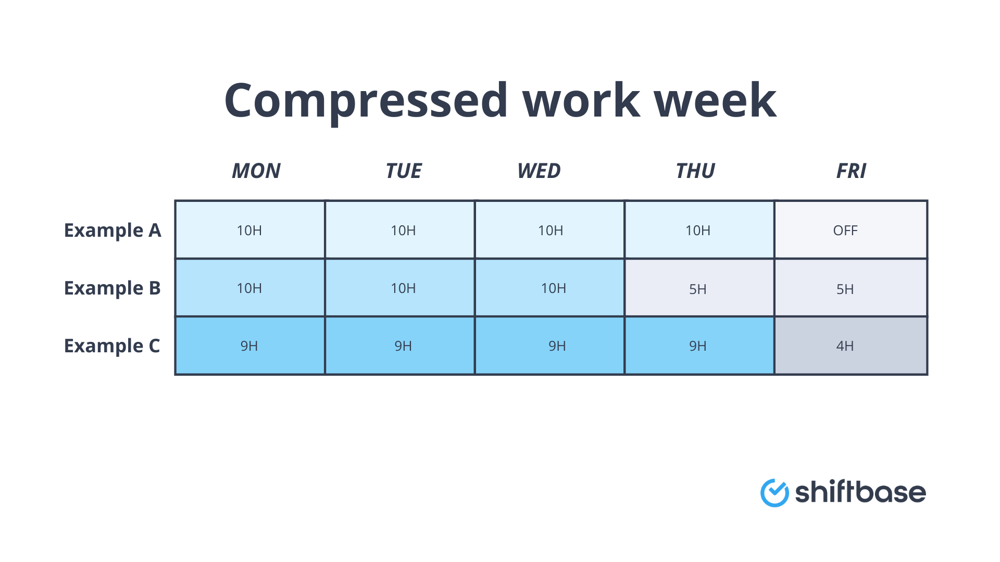 Compressed work week
MON TUE WED THU FRI
Example A 10H 10H 10H 10H OFF
Example B 10H 10H 10H 5H 5H
Example C 9H 9H 9H 9H 4H
shiftbase